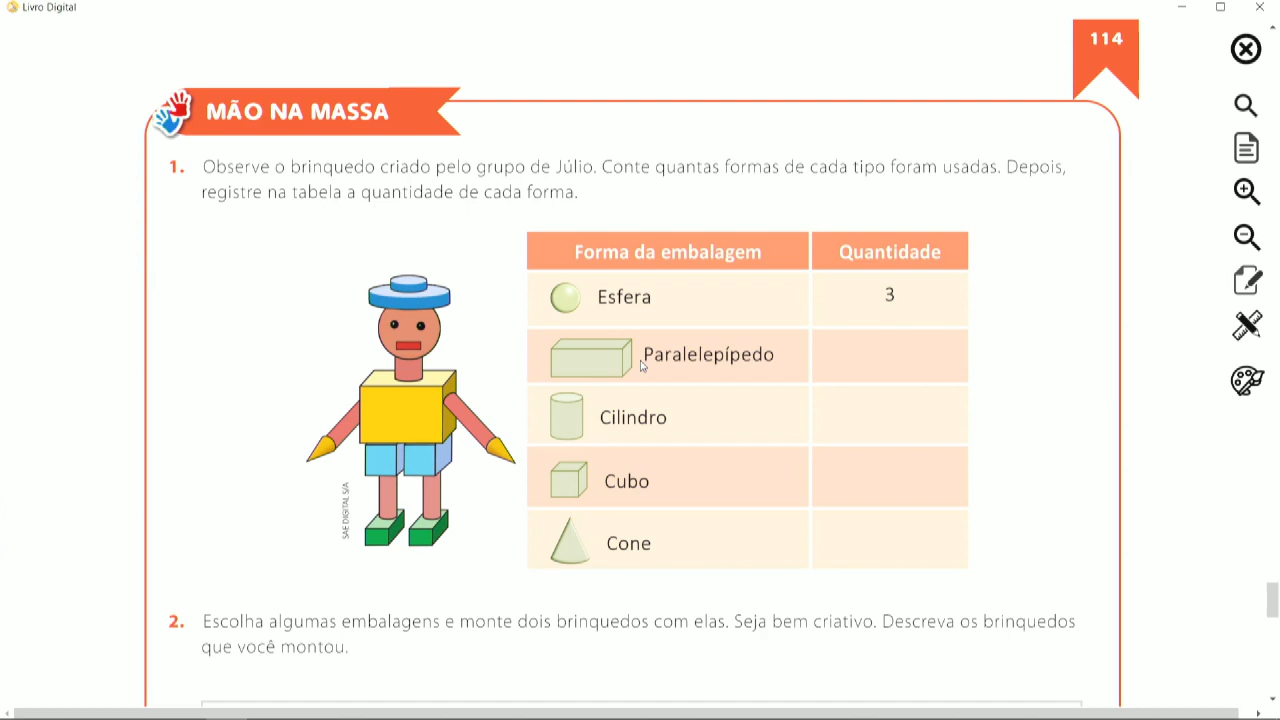 Livro Digital
114
MÃO NA MASSA
1. Observe o brinquedo criado pelo grupo de Júlio. Conte quantas formas de cada tipo foram usadas. Depois,
registre na tabela a quantidade de cada forma.
Forma da embalagem Quantidade
Esfera 3
Paralelepípedo
Cilindro
Cubo
Cone
SAE DIGITAL S/A
2. Escolha algumas embalagens e monte dois brinquedos com elas. Seja bem criativo. Descreva os brinquedos
que você montou.